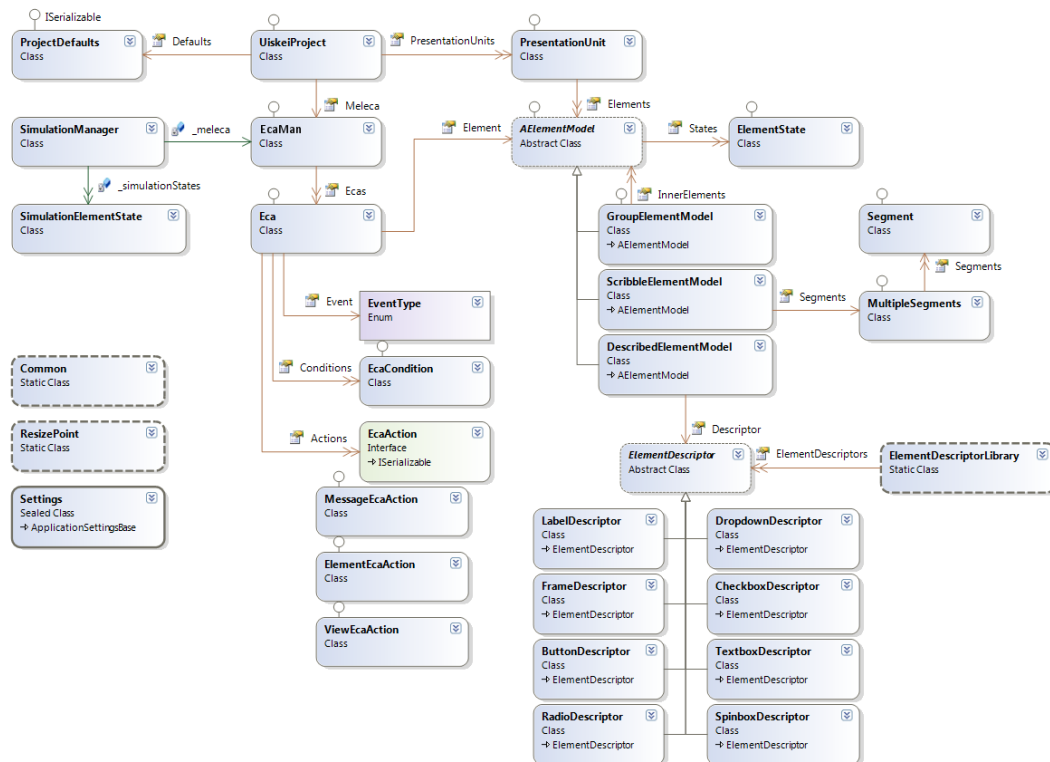 ISerializable
ProjectDefaults
Class
Defaults
UiskeiProject
Class
PresentationUnits
PresentationUnit
Class
Meleca
Elements
SimulationManager
Class
_meleca
EcaMan
Class
Element
AElementModel
Abstract Class
States
ElementState
Class
_simulationStates
Ecas
InnerElements
SimulationElementState
Class
Eca
Class
GroupElementModel
Class
AElementModel
Segment
Class
Segments
ScribbleElementModel
Class
AElementModel
Segments
MultipleSegments
Class
Event
EventType
Enum
DescribedElementModel
Class
AElementModel
Common
Static Class
Conditions
EcaCondition
Class
ResizePoint
Static Class
Actions
EcaAction
Interface
ISerializable
Descriptor
ElementDescriptor
Abstract Class
ElementDescriptors
ElementDescriptorLibrary
Static Class
Settings
Sealed Class
ApplicationSettingsBase
MessageEcaAction
Class
ElementEcaAction
Class
ViewEcaAction
Class
LabelDescriptor
Class
ElementDescriptor
DropdownDescriptor
Class
ElementDescriptor
FrameDescriptor
Class
ElementDescriptor
CheckboxDescriptor
Class
ElementDescriptor
ButtonDescriptor
Class
ElementDescriptor
TextboxDescriptor
Class
ElementDescriptor
RadioDescriptor
Class
ElementDescriptor
SpinboxDescriptor
Class
ElementDescriptor